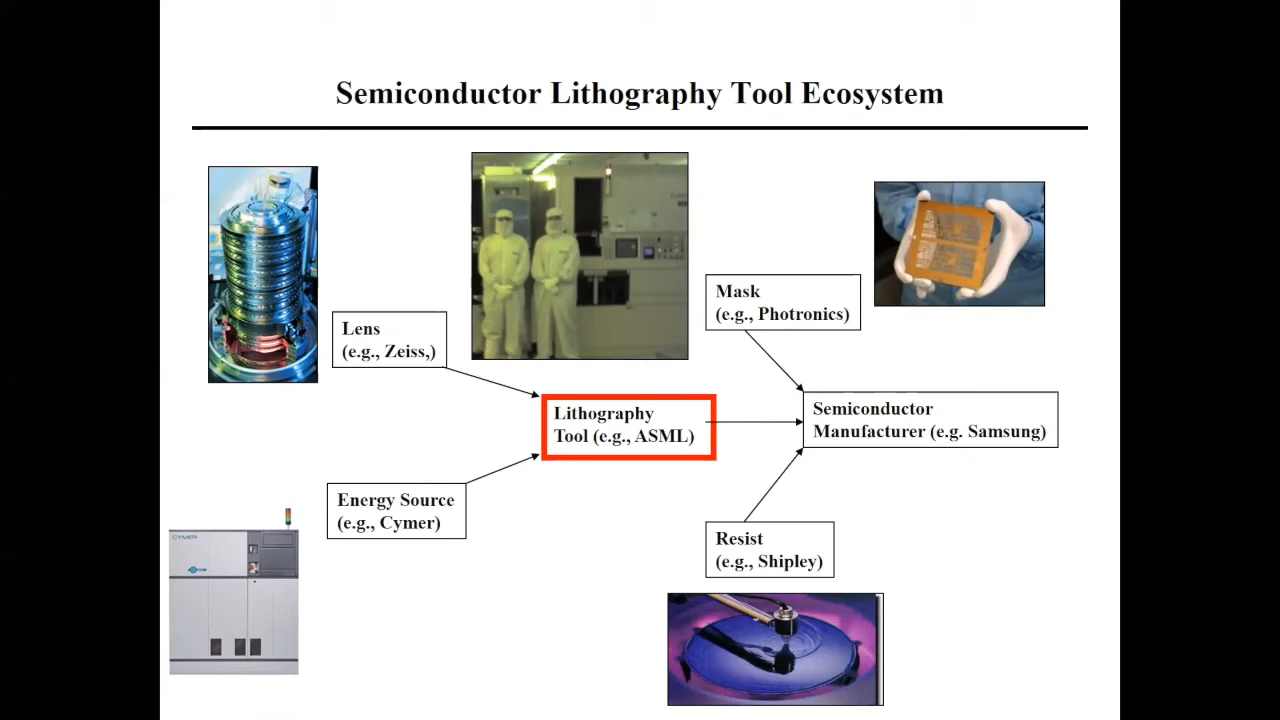 Semiconductor Lithography Tool Ecosystem
Lens
(e.g., Zeiss,)
Mask
(e.g., Photronics)
Lithography
Tool (e.g., ASML)
Semiconductor
Manufacturer (e.g. Samsung)
Energy Source
(e.g., Cymer)
Resist
(e.g., Shipley)
CYMER